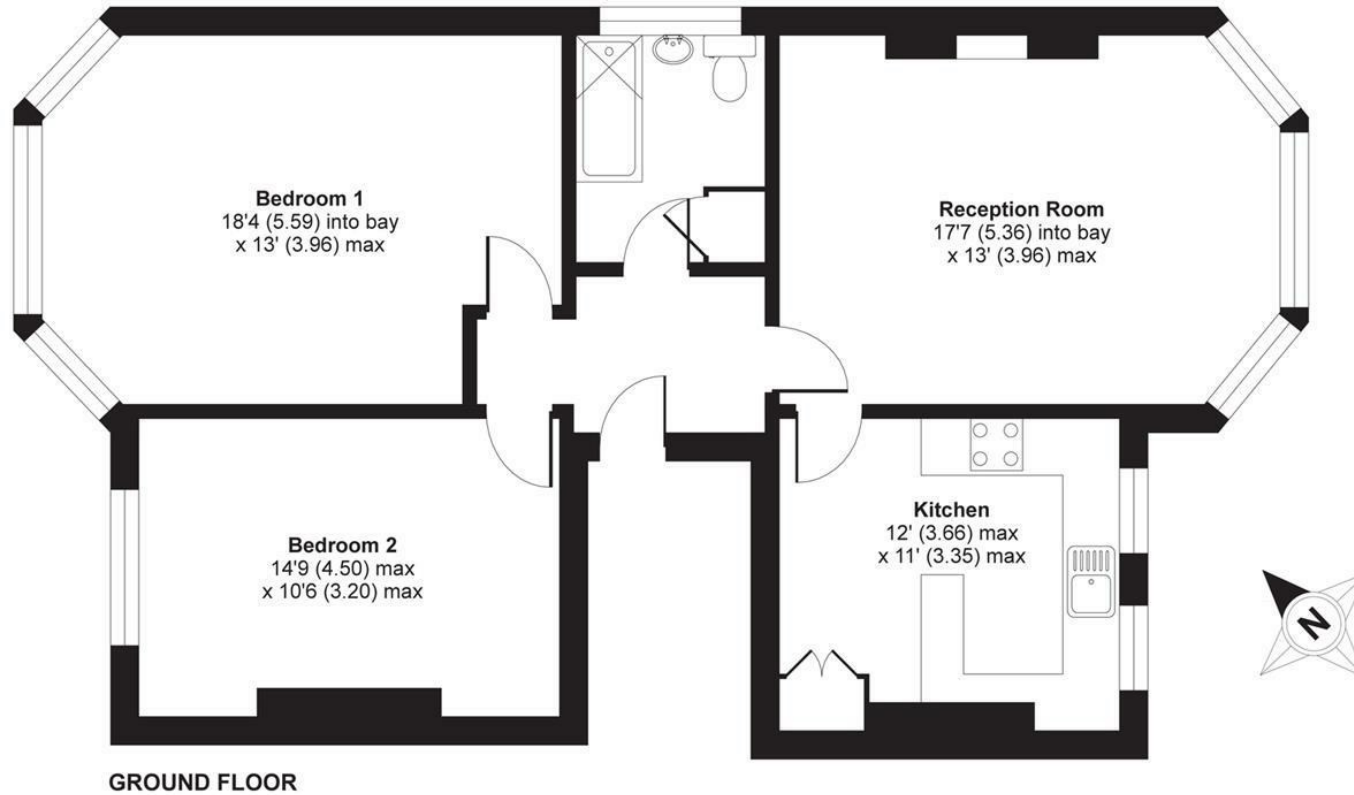 Bedroom 1
18'4 (5.59) into bay
x 13' (3.96) max
Reception Room
17'7 (5.36) into bay
x 13' (3.96) max
Kitchen
12' (3.66) max
x 11' (3.35) max
Bedroom 2
14'9 (4.50) max
x 10'6 (3.20) max
N
GROUND FLOOR